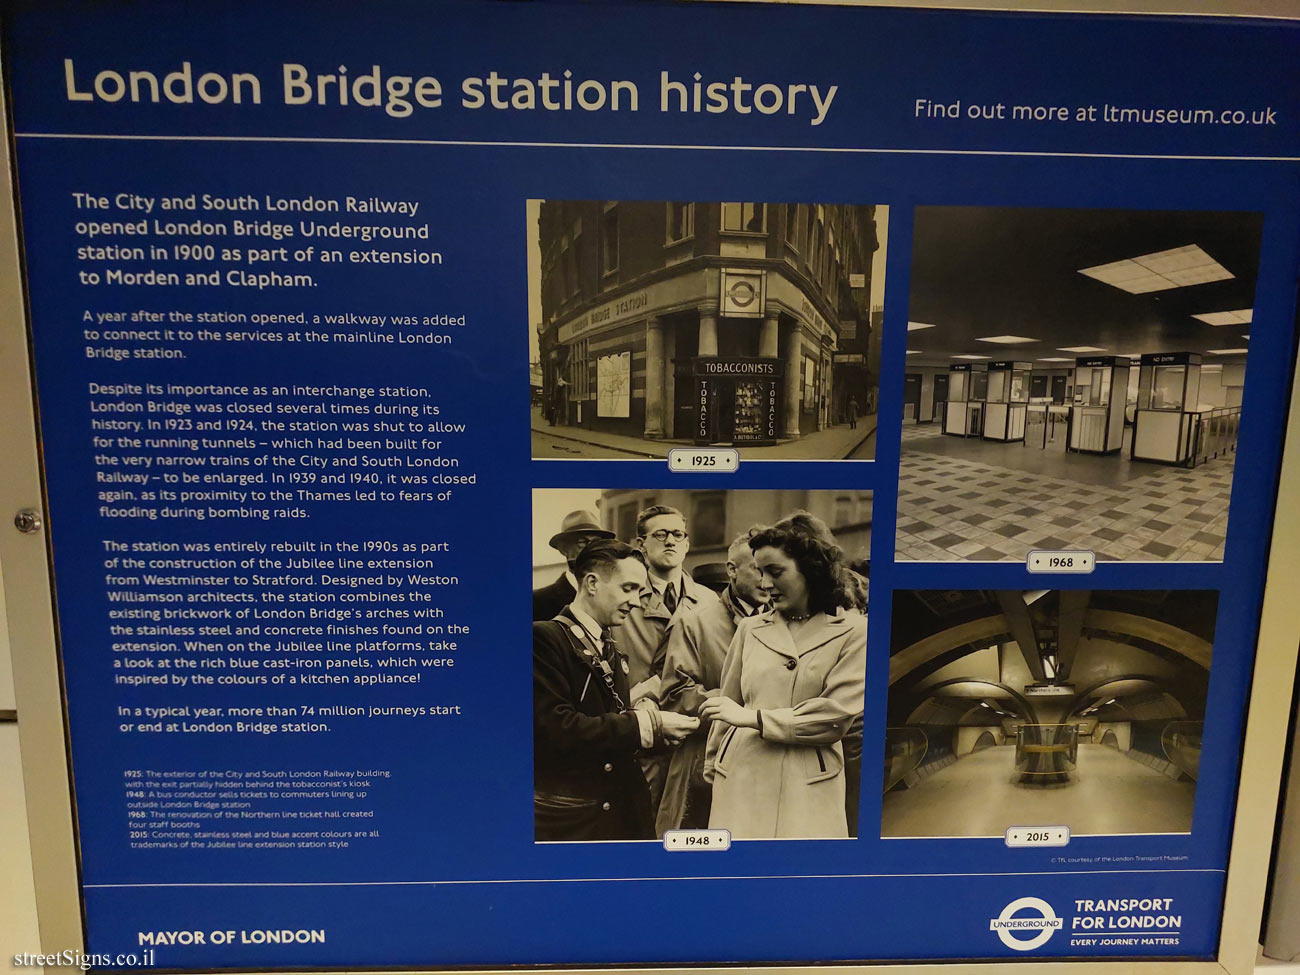 London Bridge station history
Find out more at ltmuseum.co.uk
The City and South London Railway
opened London Bridge Underground
station in 1900 as part of an extension
to Morden and Clapham.
A year after the station opened, a walkway was added
to connect it to the services at the mainline London
Bridge station.
Despite its importance as an interchange station,
London Bridge was closed several times during its
history. In 1923 and 1924, the station was shut to allow
for the running tunnels – which had been built for
the very narrow trains of the City and South London
Railway – to be enlarged. In 1939 and 1940, it was closed
again, as its proximity to the Thames led to fears of
flooding during bombing raids.
The station was entirely rebuilt in the 1990s as part
of the construction of the Jubilee line extension
from Westminster to Stratford. Designed by Weston
Williamson architects, the station combines the
existing brickwork of London Bridge's arches with
the stainless steel and concrete finishes found on the
extension. When on the Jubilee line platforms, take
a look at the rich blue cast-iron panels, which were
inspired by the colours of a kitchen appliance!
In a typical year, more than 74 million journeys start
or end at London Bridge station.
1925: The exterior of the City and South London Railway building,
with the exit partially hidden behind the tobacconist's kiosk
1948: A bus conductor sells tickets to commuters lining up
outside London Bridge station
1968: The renovation of the Northern line ticket hall created
four staff booths
2015: Concrete, stainless steel and blue accent colours are all
trademarks of the Jubilee line extension station style
LONDON BRIDGE STATION
TOBACCONISTS
TOBACCO
TOBACCO
1925
NO ENTRY
1968
1948
Northern line
2015
© TfL courtesy of the London Transport Museum
MAYOR OF LONDON
UNDERGROUND
TRANSPORT
FOR LONDON
EVERY JOURNEY MATTERS
streetSigns.co.il